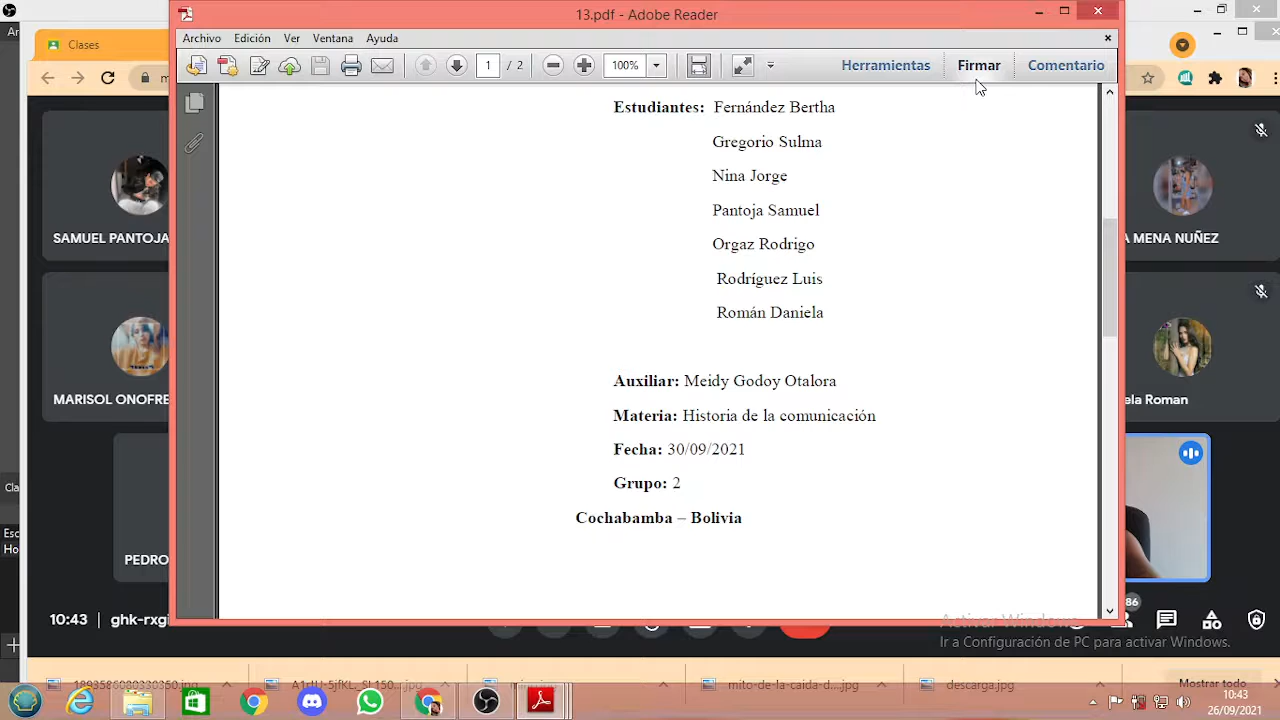 13.pdf - Adobe Reader
Archivo Edición Ver Ventana Ayuda
1 / 2 100% Herramientas Firmar Comentario
Clases
Estudiantes: Fernández Bertha
Gregorio Sulma
Nina Jorge
Pantoja Samuel
Orgaz Rodrigo
Rodríguez Luis
Román Daniela
Auxiliar: Meidy Godoy Otalora
Materia: Historia de la comunicación
Fecha: 30/09/2021
Grupo: 2
Cochabamba – Bolivia
SAMUEL PANTOJA
MARISOL ONOFRE
PEDRO
A MENA NUÑEZ
ela Roman
10:43 | ghk-rxgi
86
Activar Windows
Ir a Configuración de PC para activar Windows.
mito-de-la-caida-d....jpg
descarga.jpg
Mostrar todo
10:43
26/09/2021